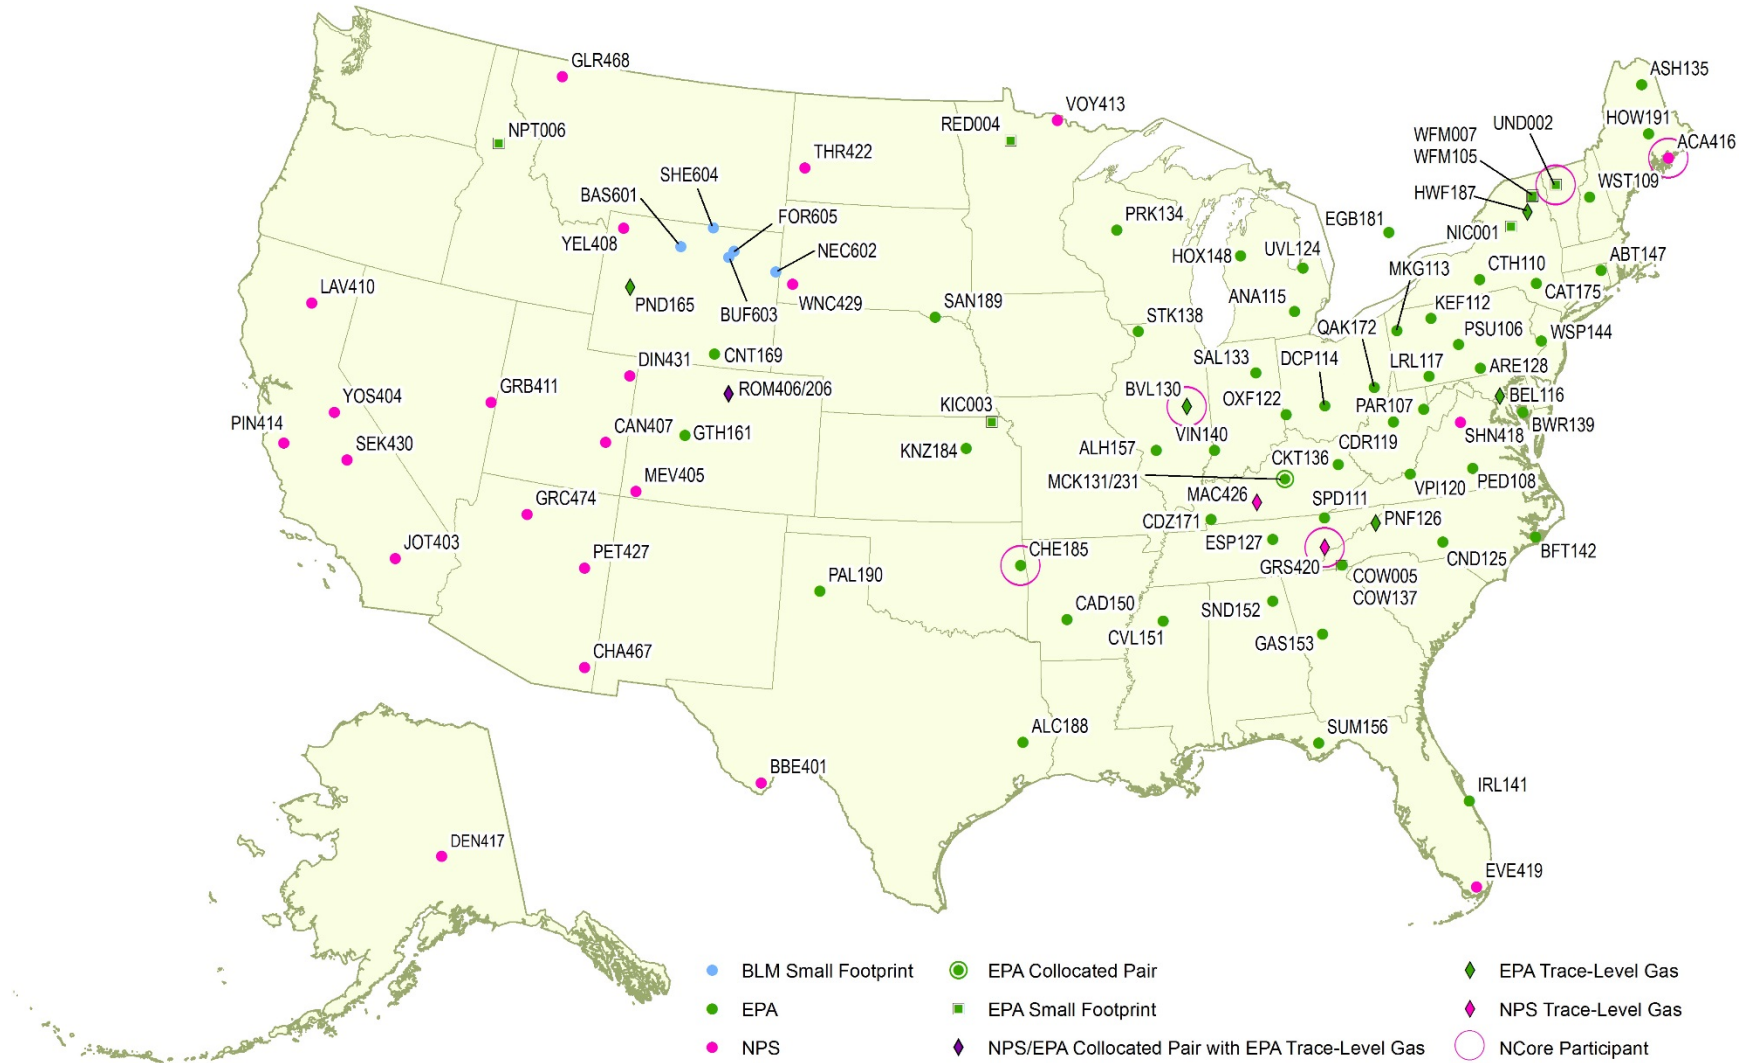 GLR468
ASH135
VOY413
RED004
NPT006
HOW191
UND002
WFM007
WFM105
ACA416
THR422
SHE604
BAS601
HWF187
WST109
PRK134
EGB181
FOR605
YEL408
NIC001
NEC602
HOX148
UVL124
MKG113
CTH110
ABT147
LAV410
PND165
WNC429
BUF603
SAN189
ANA115
CAT175
KEF112
STK138
QAK172
PSU106
WSP144
CNT169
DIN431
SAL133
DCP114
LRL117
ARE128
GRB411
ROM406/206
BVL130
OXF122
PAR107
BEL116
YOS404
KIC003
BWR139
PIN414
CAN407
GTH161
SEK430
KNZ184
ALH157
VIN140
CDR119
SHN418
CKT136
MCK131/231
MEV405
VPI120
PED108
MAC426
GRC474
SPD111
CDZ171
PNF126
JOT403
PET427
CHE185
ESP127
CND125
BFT142
GRS420
COW005
COW137
PAL190
CAD150
SND152
CVL151
GAS153
CHA467
ALC188
SUM156
BBE401
IRL141
DEN417
EVE419
BLM Small Footprint
EPA Collocated Pair
EPA Trace-Level Gas
EPA
EPA Small Footprint
NPS Trace-Level Gas
NPS
NPS/EPA Collocated Pair with EPA Trace-Level Gas
NCore Participant